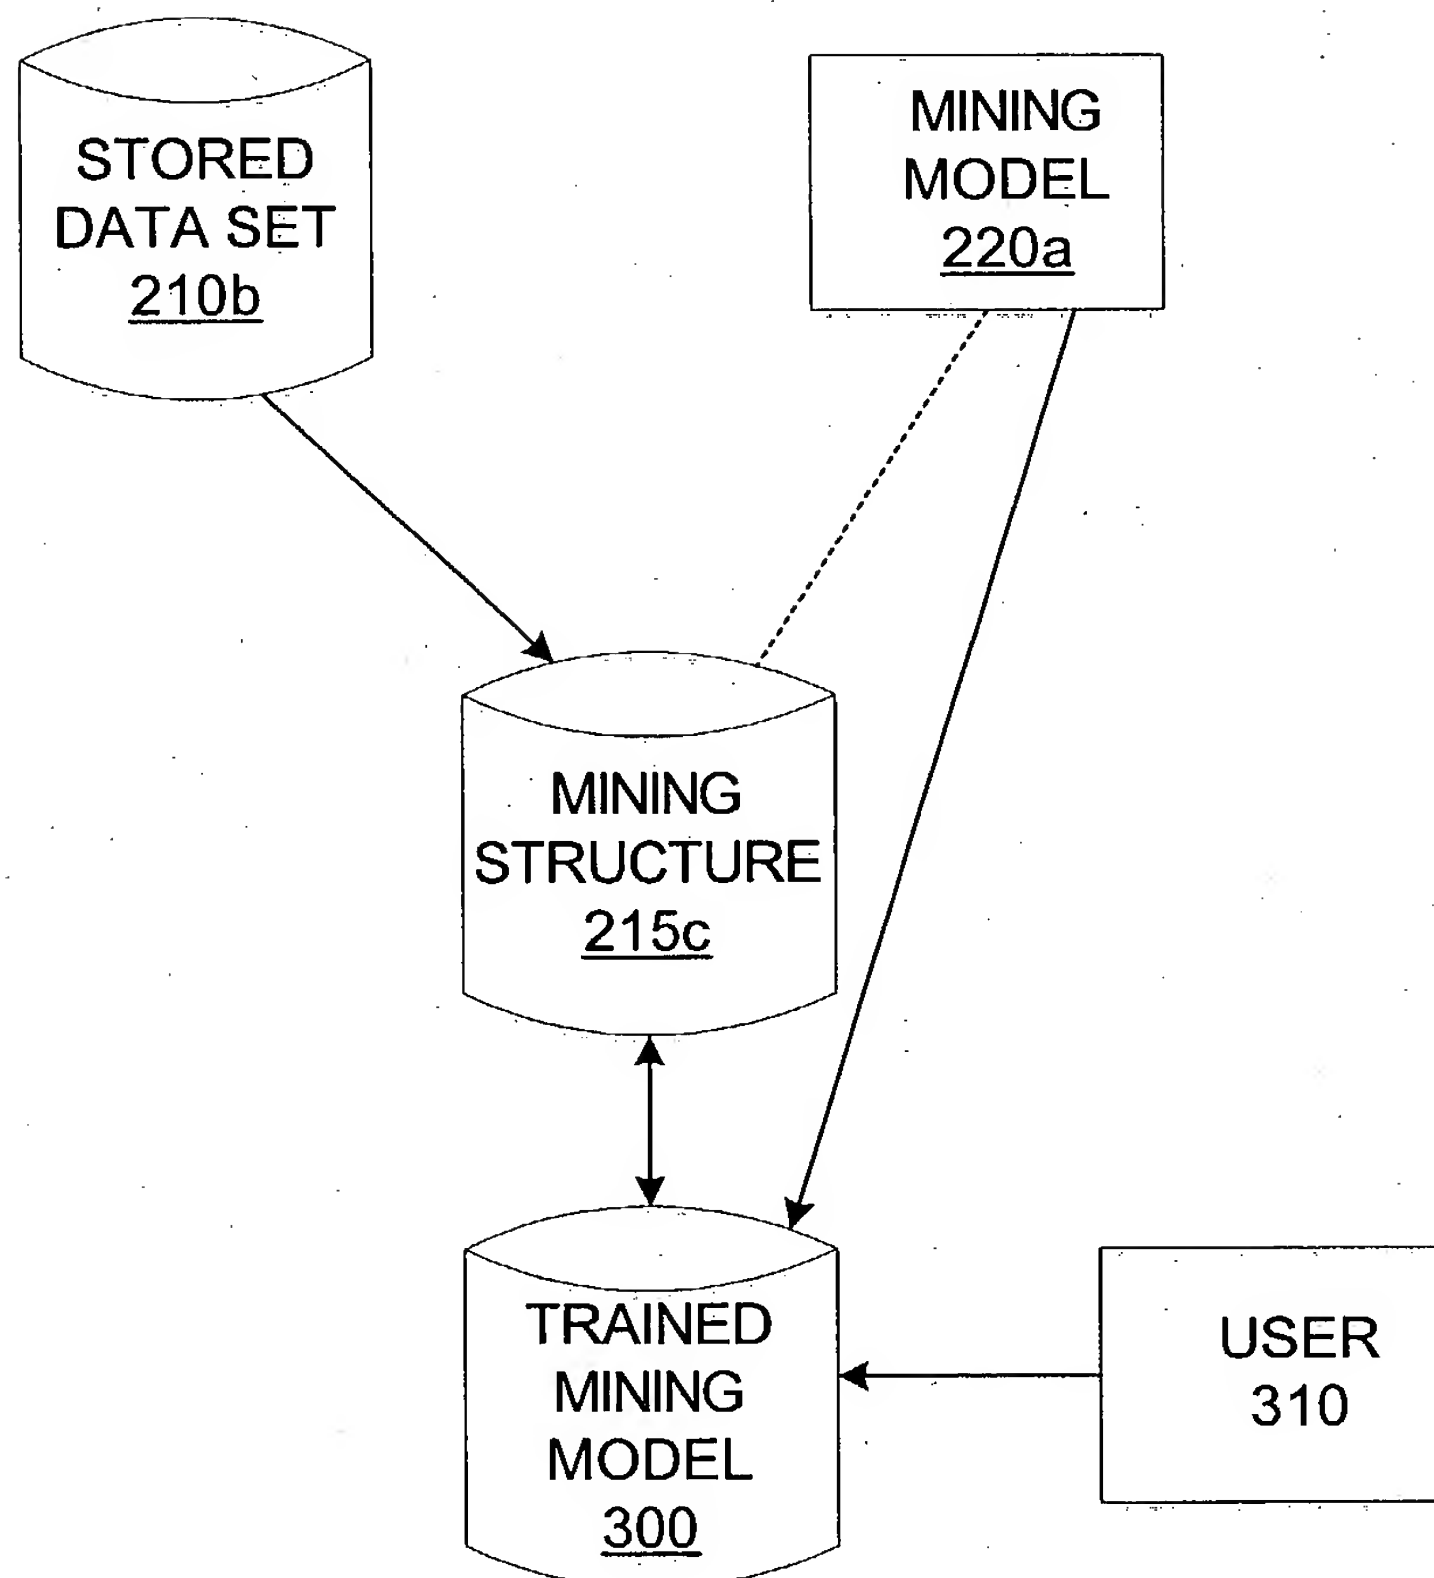 STORED
DATA SET
210b
MINING
MODEL
220a
MINING
STRUCTURE
215c
TRAINED
MINING
MODEL
300
USER
310